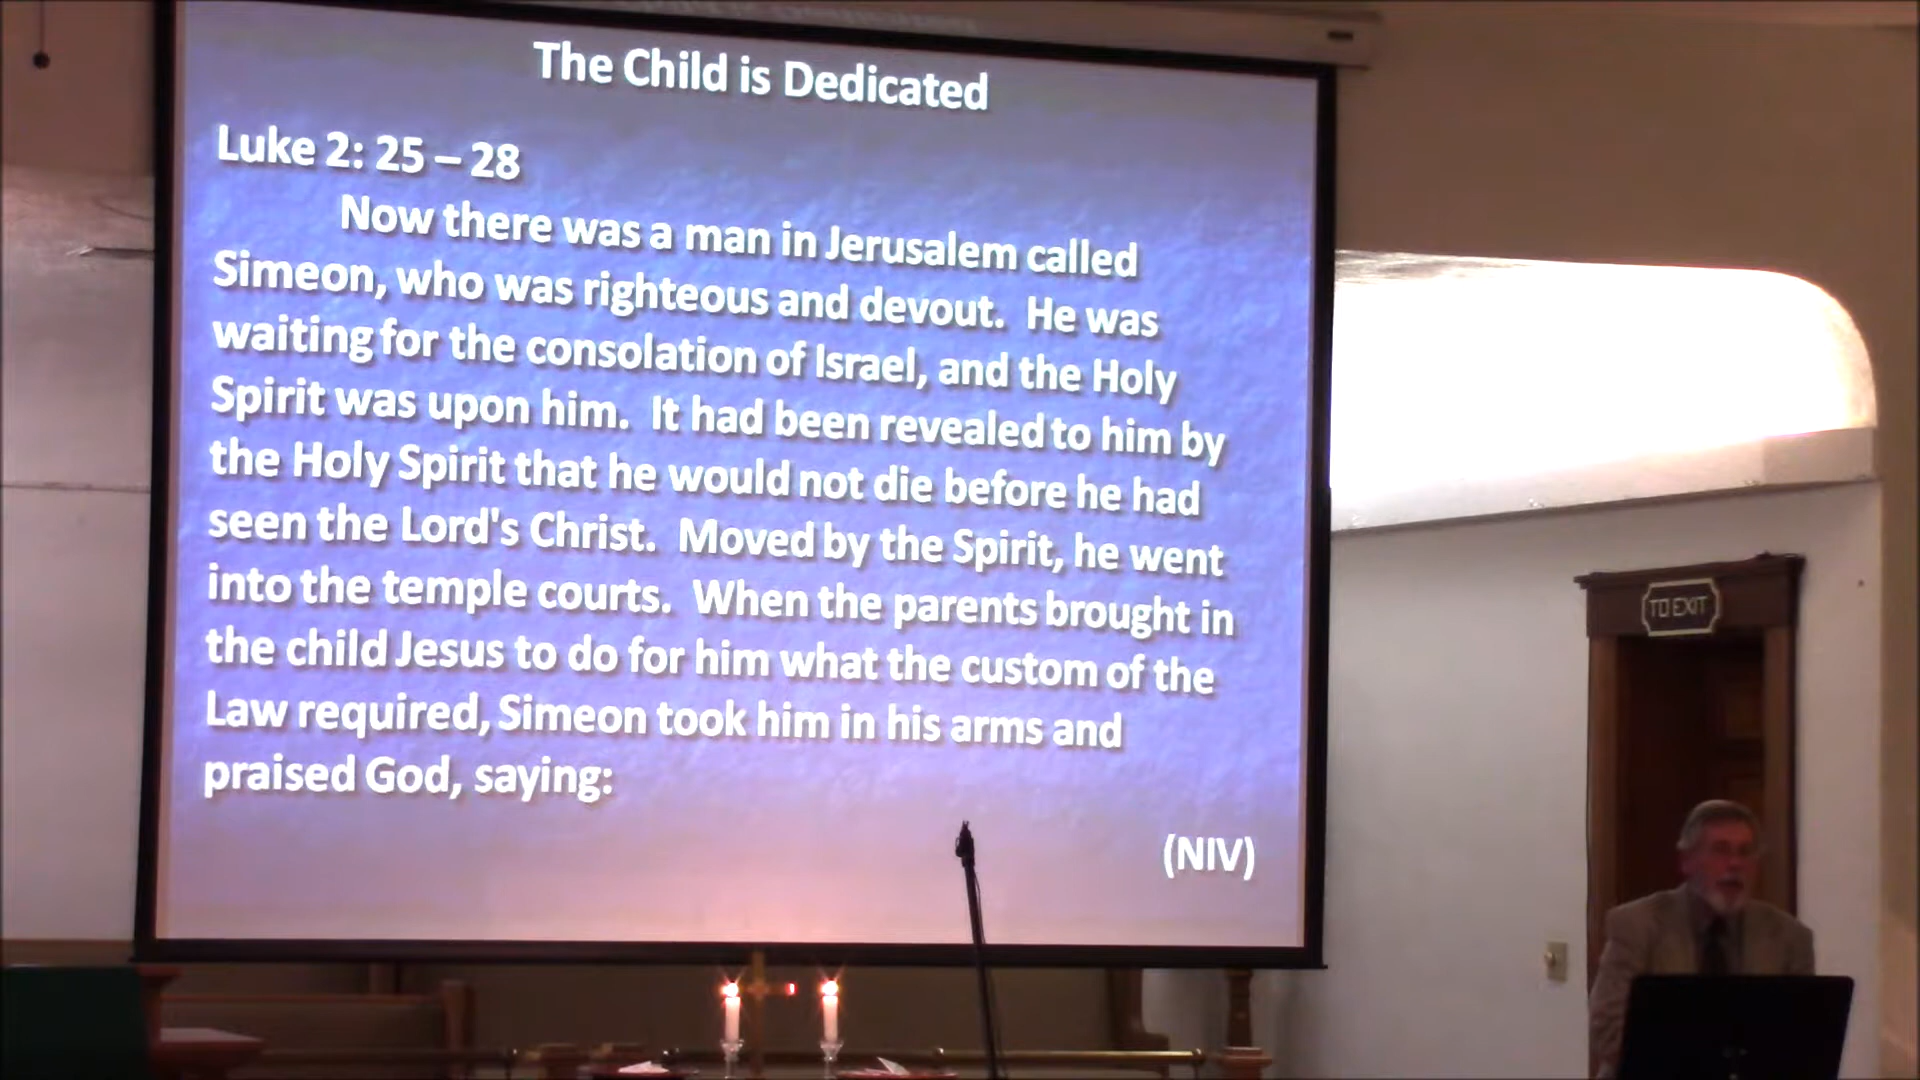 The Child is Dedicated
Luke 2: 25 – 28
Now there was a man in Jerusalem called
Simeon, who was righteous and devout.  He was
waiting for the consolation of Israel, and the Holy
Spirit was upon him.  It had been revealed to him by
the Holy Spirit that he would not die before he had
seen the Lord's Christ.  Moved by the Spirit, he went
into the temple courts.  When the parents brought in
the child Jesus to do for him what the custom of the
Law required, Simeon took him in his arms and
praised God, saying:
(NIV)
TO EXIT